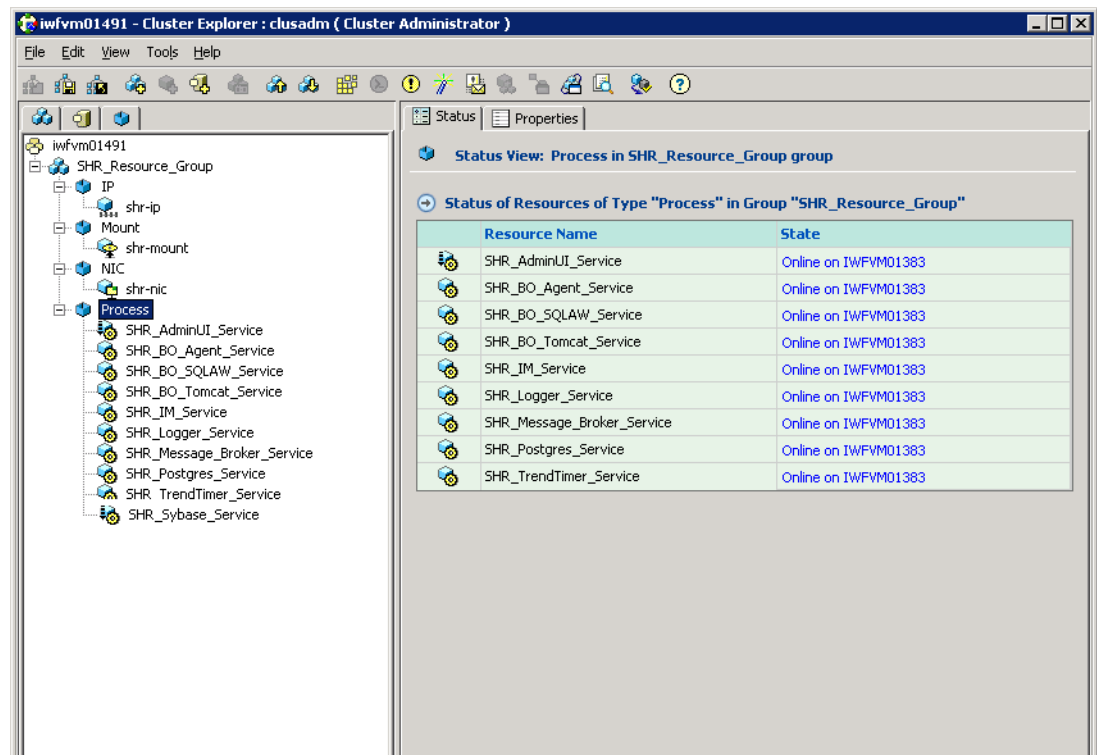 iwfvm01491 - Cluster Explorer : clusadm ( Cluster Administrator )
File Edit View Tools Help
Status Properties
iwfvm01491
SHR_Resource_Group
IP
shr-ip
Mount
shr-mount
NIC
shr-nic
Process
SHR_AdminUI_Service
SHR_BO_Agent_Service
SHR_BO_SQLAW_Service
SHR_BO_Tomcat_Service
SHR_IM_Service
SHR_Logger_Service
SHR_Message_Broker_Service
SHR_Postgres_Service
SHR TrendTimer_Service
SHR_Sybase_Service
Status View: Process in SHR_Resource_Group group
Status of Resources of Type "Process" in Group "SHR_Resource_Group"
Resource Name State
SHR_AdminUI_Service Online on IWFVM01383
SHR_BO_Agent_Service Online on IWFVM01383
SHR_BO_SQLAW_Service Online on IWFVM01383
SHR_BO_Tomcat_Service Online on IWFVM01383
SHR_IM_Service Online on IWFVM01383
SHR_Logger_Service Online on IWFVM01383
SHR_Message_Broker_Service Online on IWFVM01383
SHR_Postgres_Service Online on IWFVM01383
SHR_TrendTimer_Service Online on IWFVM01383